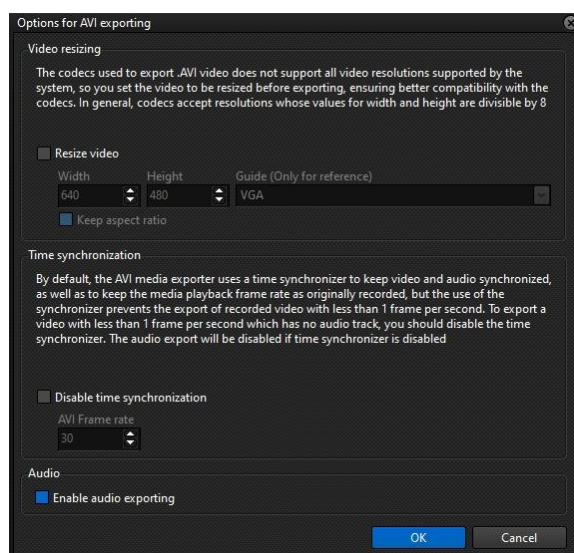 Options for AVI exporting
Video resizing
The codecs used to export .AVI video does not support all video resolutions supported by the
system, so you set the video to be resized before exporting, ensuring better compatibility with the
codecs. In general, codecs accept resolutions whose values for width and height are divisible by 8
Resize video
Width Height Guide (Only for reference)
640 480 VGA
Keep aspect ratio
Time synchronization
By default, the AVI media exporter uses a time synchronizer to keep video and audio synchronized,
as well as to keep the media playback frame rate as originally recorded, but the use of the
synchronizer prevents the export of recorded video with less than 1 frame per second. To export a
video with less than 1 frame per second which has no audio track, you should disable the time
synchronizer. The audio export will be disabled if time synchronizer is disabled
Disable time synchronization
AVI Frame rate
30
Audio
Enable audio exporting
OK Cancel